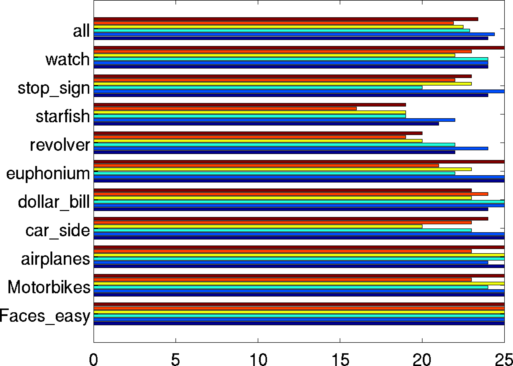 all
watch
stop_sign
starfish
revolver
euphonium
dollar_bill
car_side
airplanes
Motorbikes
Faces_easy
0 5 10 15 20 25